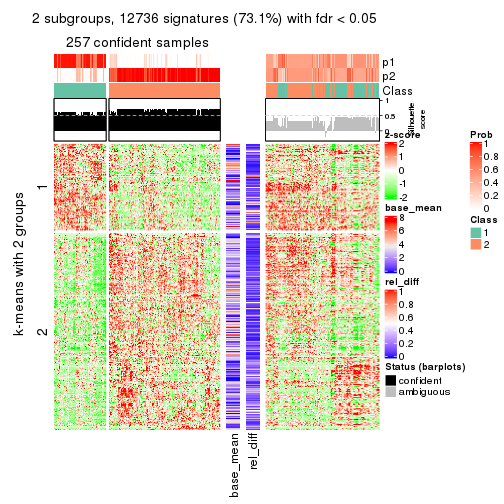 2 subgroups, 12736 signatures (73.1%) with fdr < 0.05
257 confident samples
p1
p2
Class
1
0.5
0
Silhouette
score
k-means with 2 groups
1
2
base_mean
rel_diff
z-score
2
1
0
-1
-2
base_mean
8
6
4
2
0
rel_diff
1
0.8
0.6
0.4
0.2
0
Status (barplots)
confident
ambiguous
Prob
1
0.8
0.6
0.4
0.2
0
Class
1
2